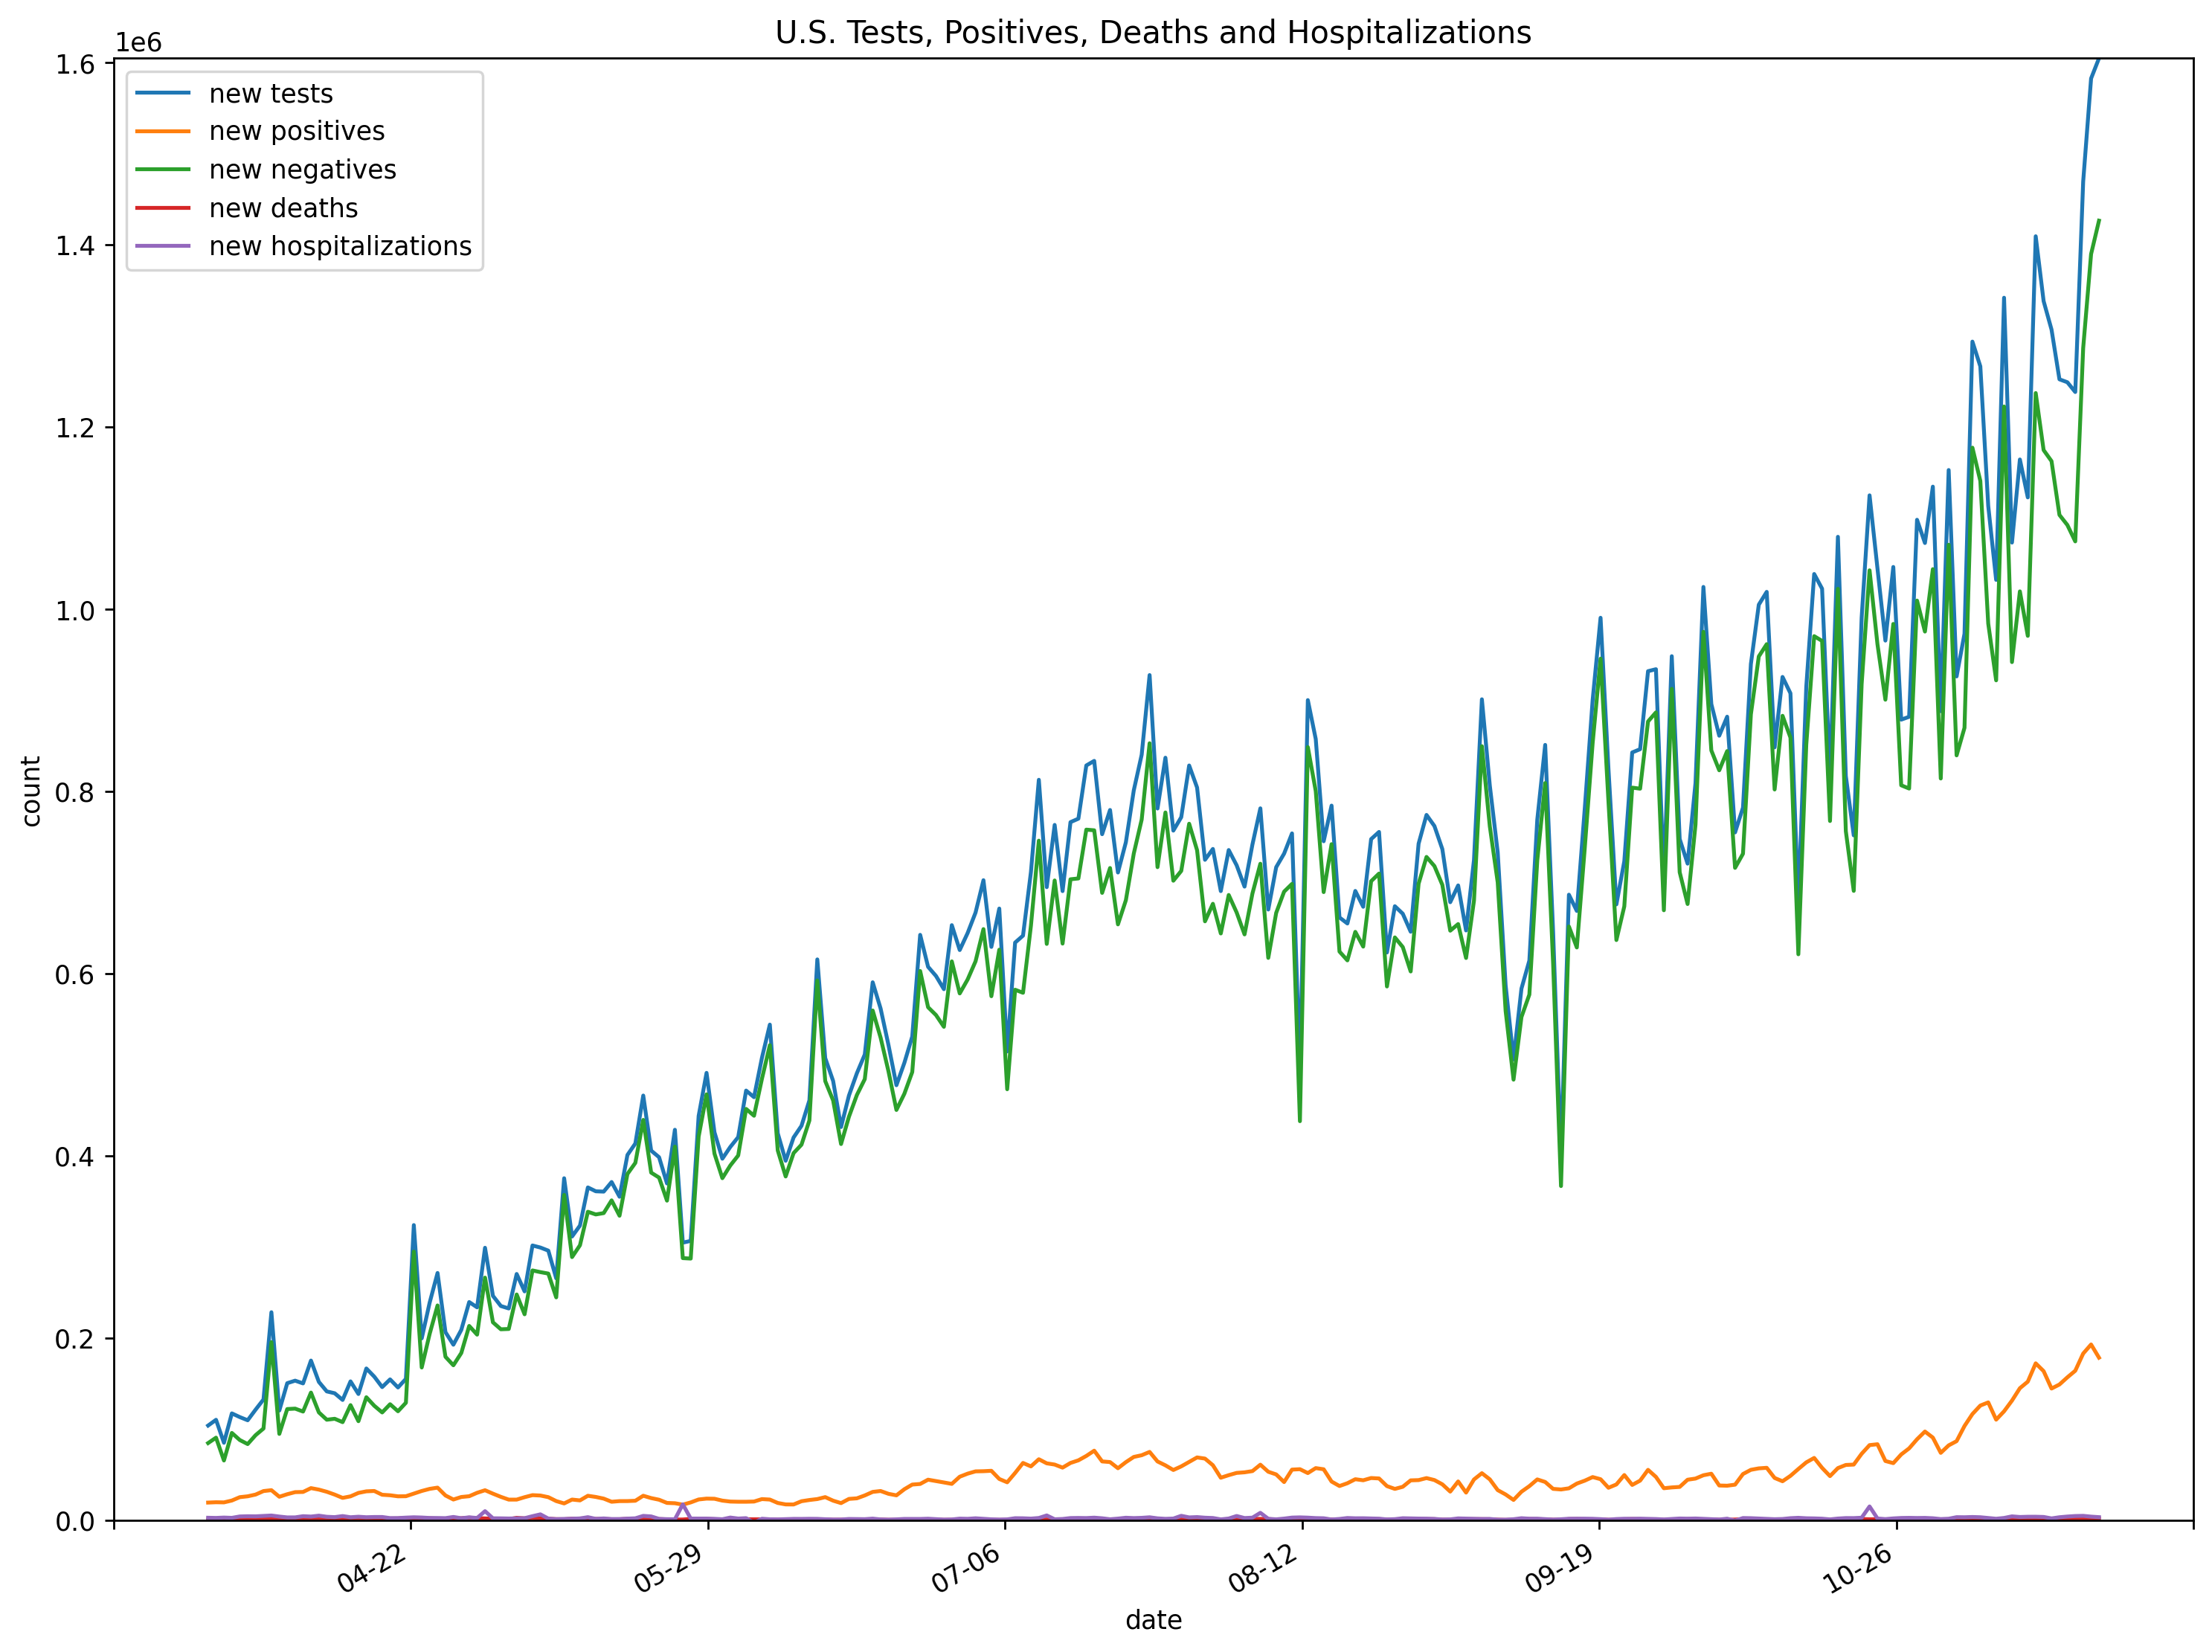 U.S. Tests, Positives, Deaths and Hospitalizations
1e6
new tests
new positives
new negatives
new deaths
new hospitalizations
1.6
1.4
1.2
1.0
0.8
0.6
0.4
0.2
0.0
count
04-22
05-29
07-06
08-12
09-19
10-26
date